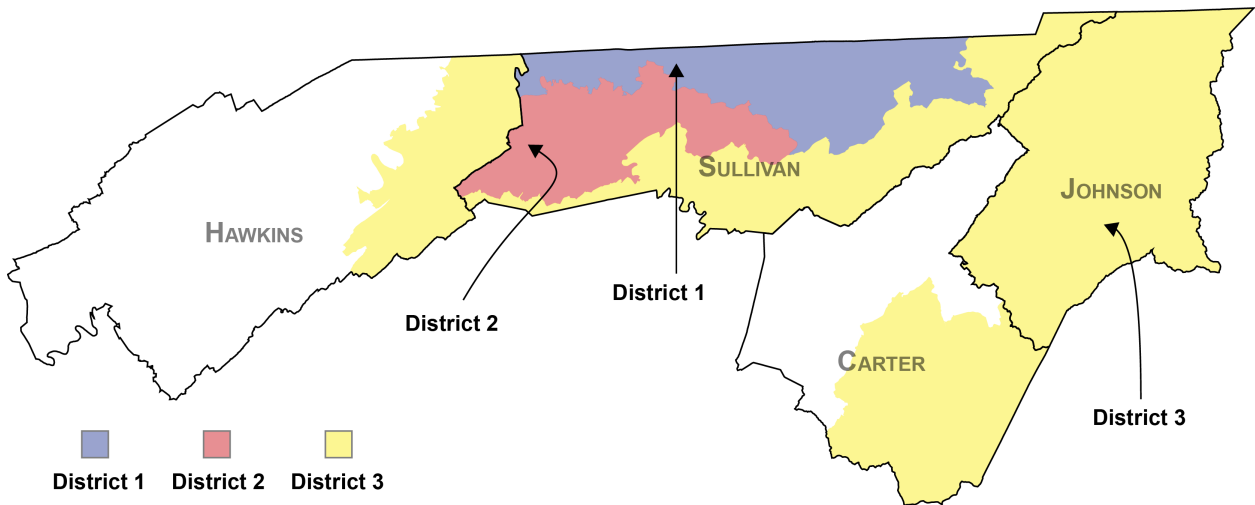 SULLIVAN
JOHNSON
HAWKINS
District 1
District 2
CARTER
District 3
District 1
District 2
District 3